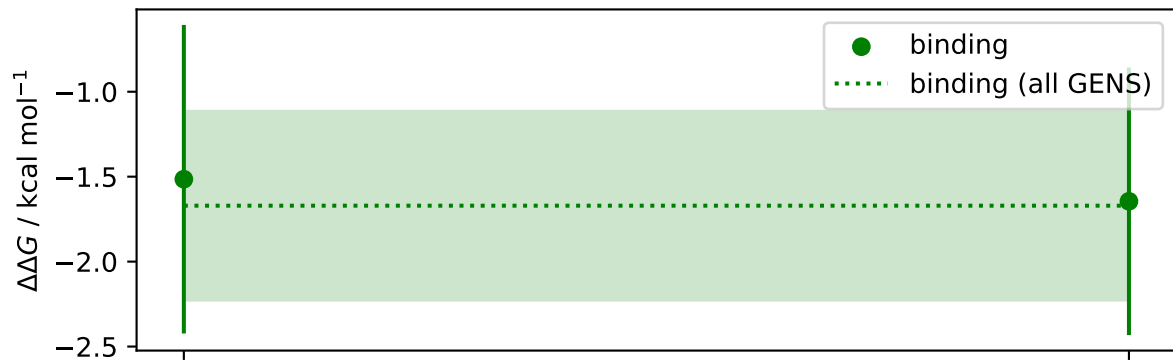 binding
binding (all GENS)
−1.0
−1.5
−2.0
−2.5
ΔΔG / kcal mol⁻¹